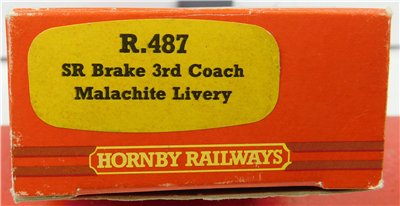 R.487
SR Brake 3rd Coach
Malachite Livery
HORNBY RAILWAYS